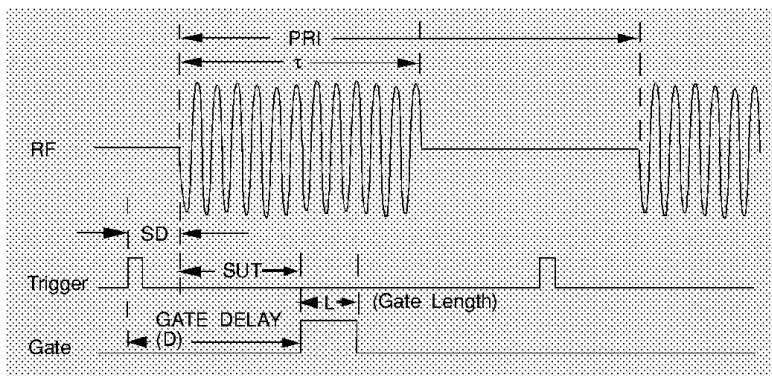 PRI
τ
RF
SD
SUT
Trigger
L (Gate Length)
GATE DELAY
(D)
Gate